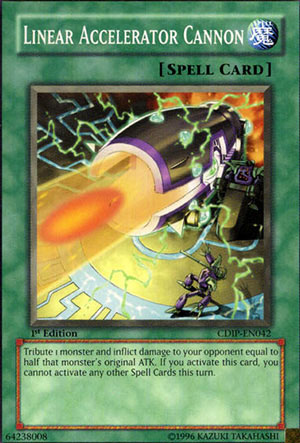 LINEAR ACCELERATOR CANNON 魔
[SPELL CARD]
1st Edition
CDIP-EN042
Tribute 1 monster and inflict damage to your opponent equal to
half that monster's original ATK. If you activate this card, you
cannot activate any other Spell Cards this turn.
64238008
©1996 KAZUKI TAKAHASHI